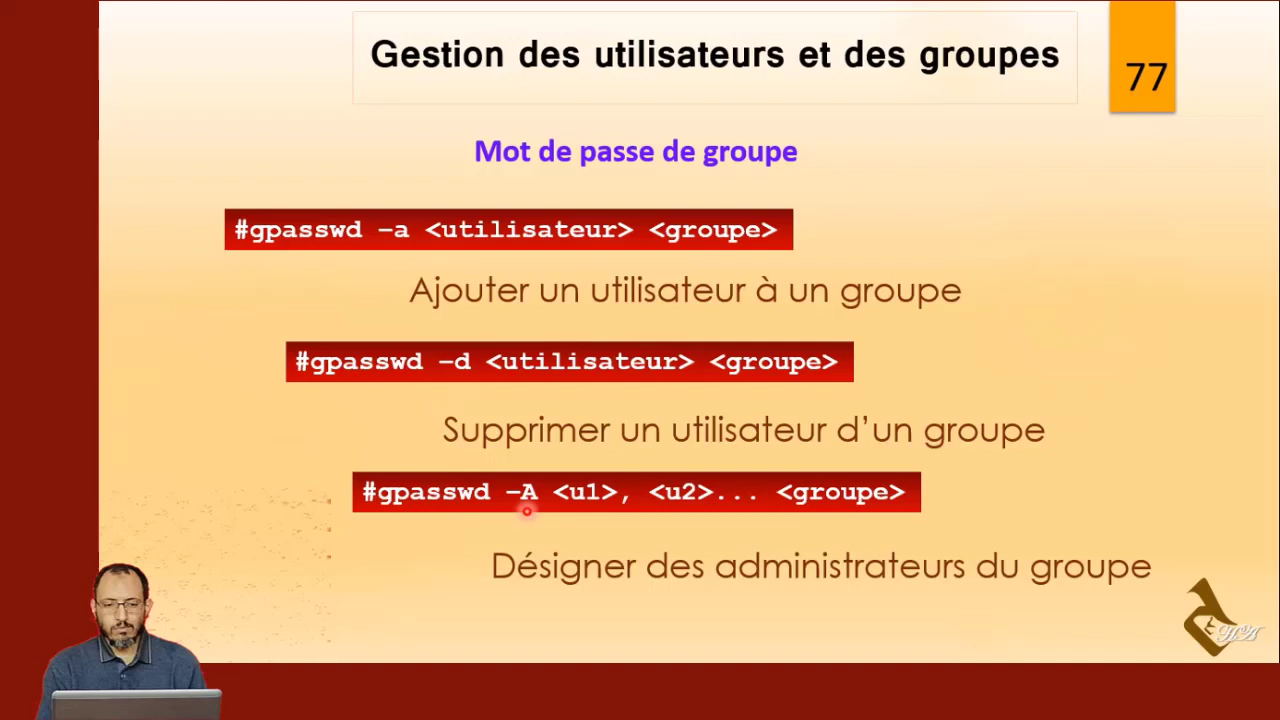 Gestion des utilisateurs et des groupes
77
Mot de passe de groupe
#gpasswd –a <utilisateur> <groupe>
Ajouter un utilisateur à un groupe
#gpasswd –d <utilisateur> <groupe>
Supprimer un utilisateur d’un groupe
#gpasswd –A <u1>, <u2>... <groupe>
Désigner des administrateurs du groupe